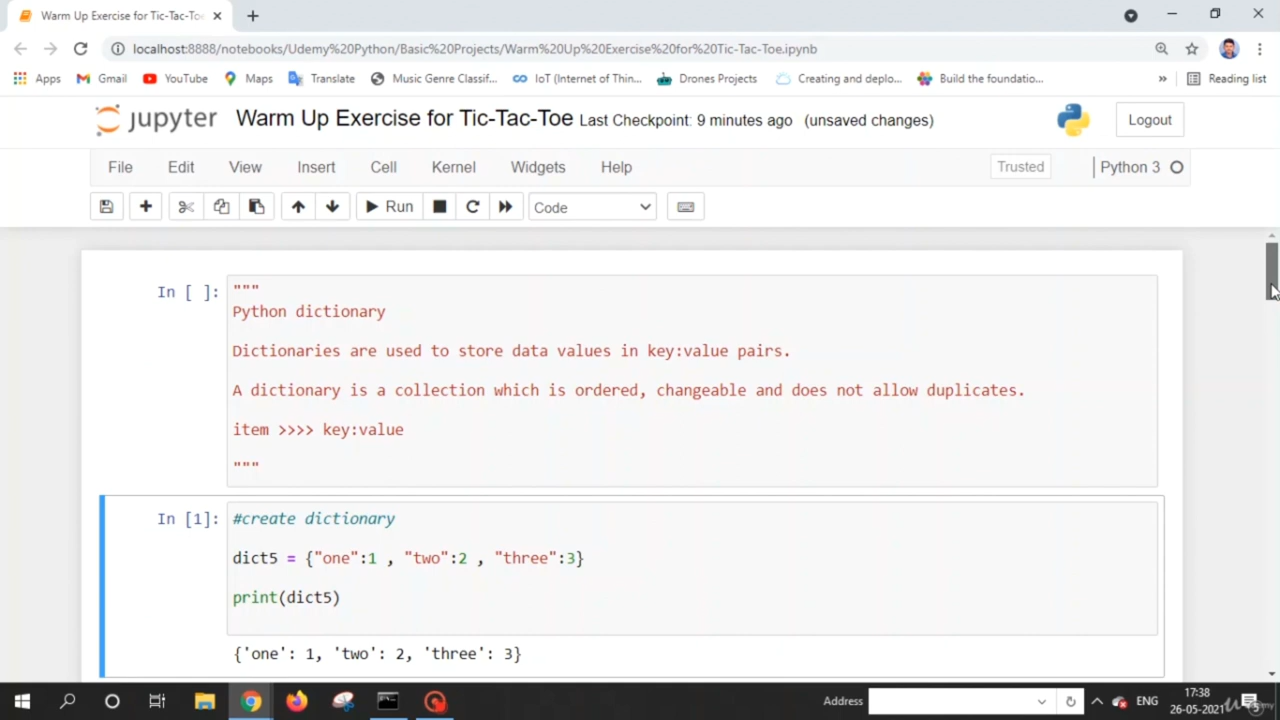 Warm Up Exercise for Tic-Tac-To
localhost:8888/notebooks/Udemy%20Python/Basic%20Projects/Warm%20Up%20Exercise%20for%20Tic-Tac-Toe.ipynb
Apps Gmail YouTube Maps Translate Music Genre Classif... IoT (Internet of Thin... Drones Projects Creating and deplo... Build the foundatio... » Reading list
jupyter Warm Up Exercise for Tic-Tac-Toe Last Checkpoint: 9 minutes ago (unsaved changes) Logout
File Edit View Insert Cell Kernel Widgets Help Trusted Python 3
Run Code
In [ ]: """
Python dictionary
Dictionaries are used to store data values in key:value pairs.
A dictionary is a collection which is ordered, changeable and does not allow duplicates.
item >>>> key:value
"""
In [1]: #create dictionary
dict5 = {"one":1 , "two":2 , "three":3}
print(dict5)
{'one': 1, 'two': 2, 'three': 3}
Address ENG 17:38
26-05-2021